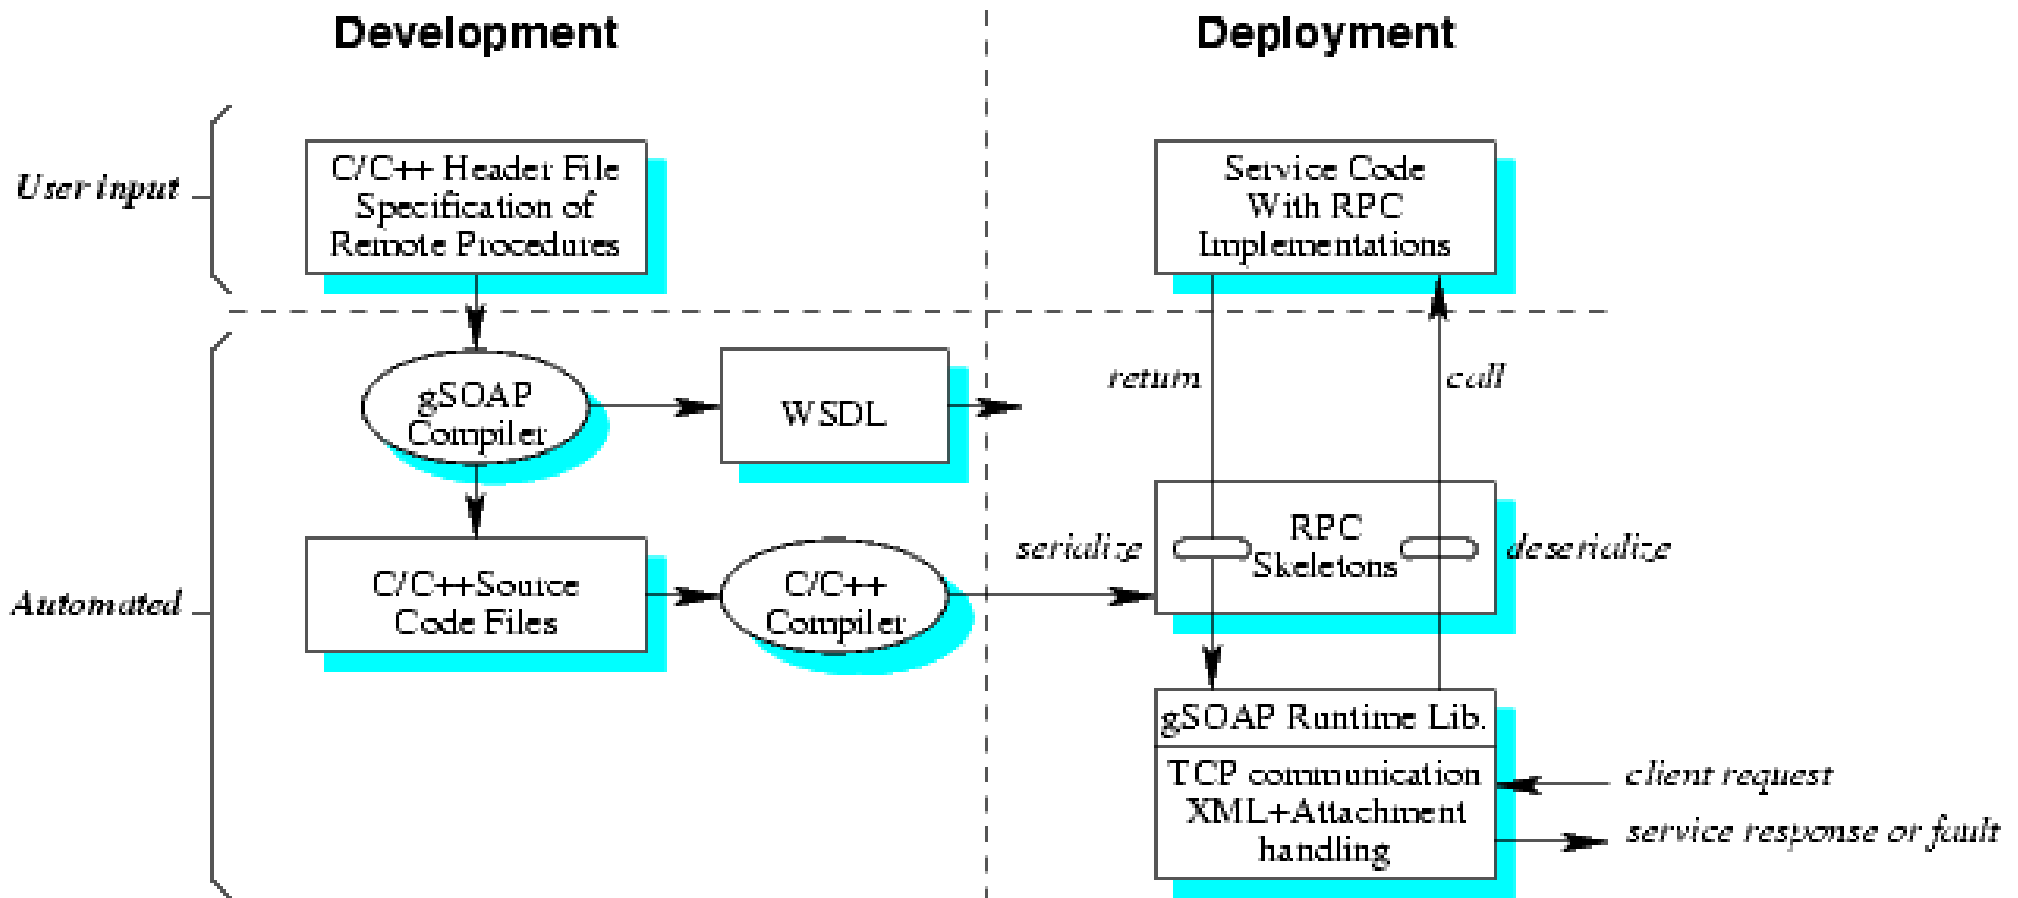 Development
Deployment
User input
C/C++ Header File
Specification of
Remote Procedures
Service Code
With RPC
Implementations
gSOAP
Compiler
WSDL
return
call
Automated
C/C++Source
Code Files
C/C++
Compiler
serialize
RPC
Skeletons
deserialize
gSOAP Runtime Lib.
TCP communication
XML+Attachment
handling
client request
service response or fault